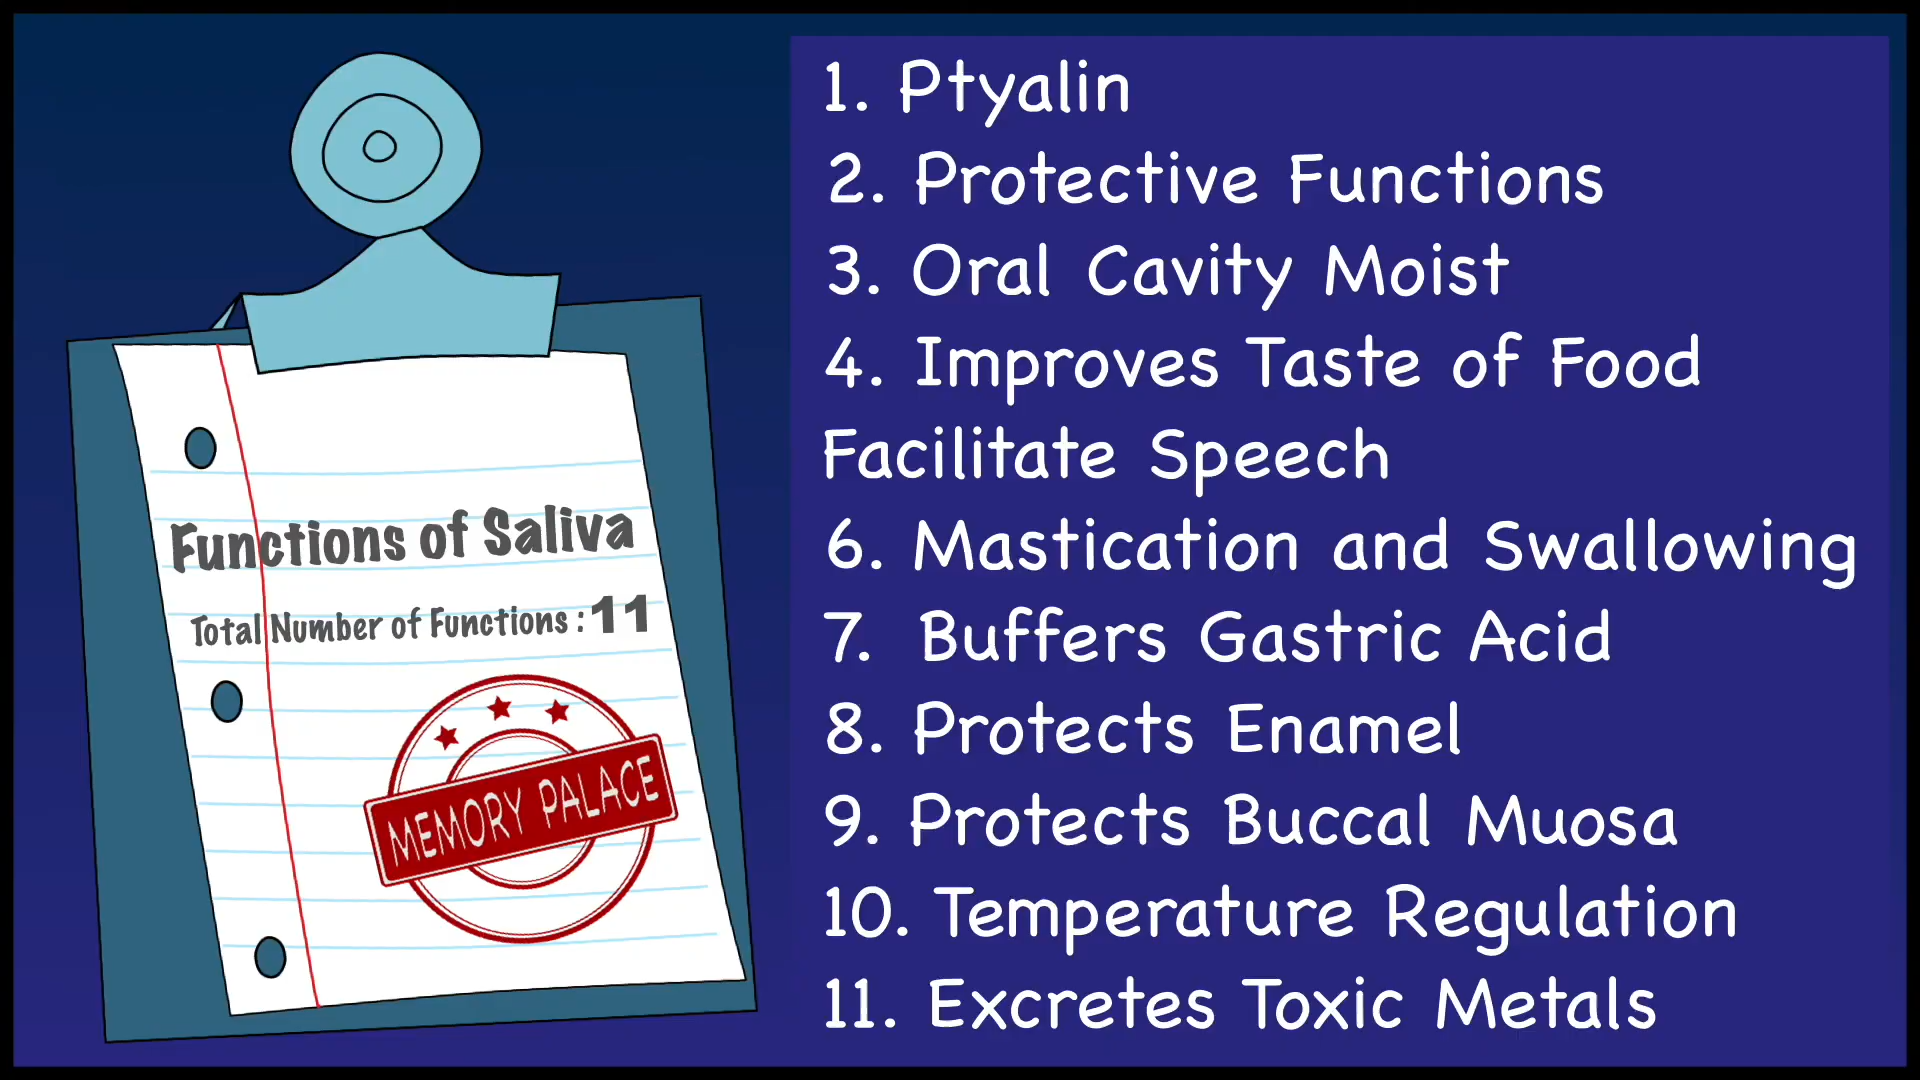 Functions of Saliva
Total Number of Functions : 11
MEMORY PALACE
1. Ptyalin
2. Protective Functions
3. Oral Cavity Moist
4. Improves Taste of Food
Facilitate Speech
6. Mastication and Swallowing
7. Buffers Gastric Acid
8. Protects Enamel
9. Protects Buccal Muosa
10. Temperature Regulation
11. Excretes Toxic Metals